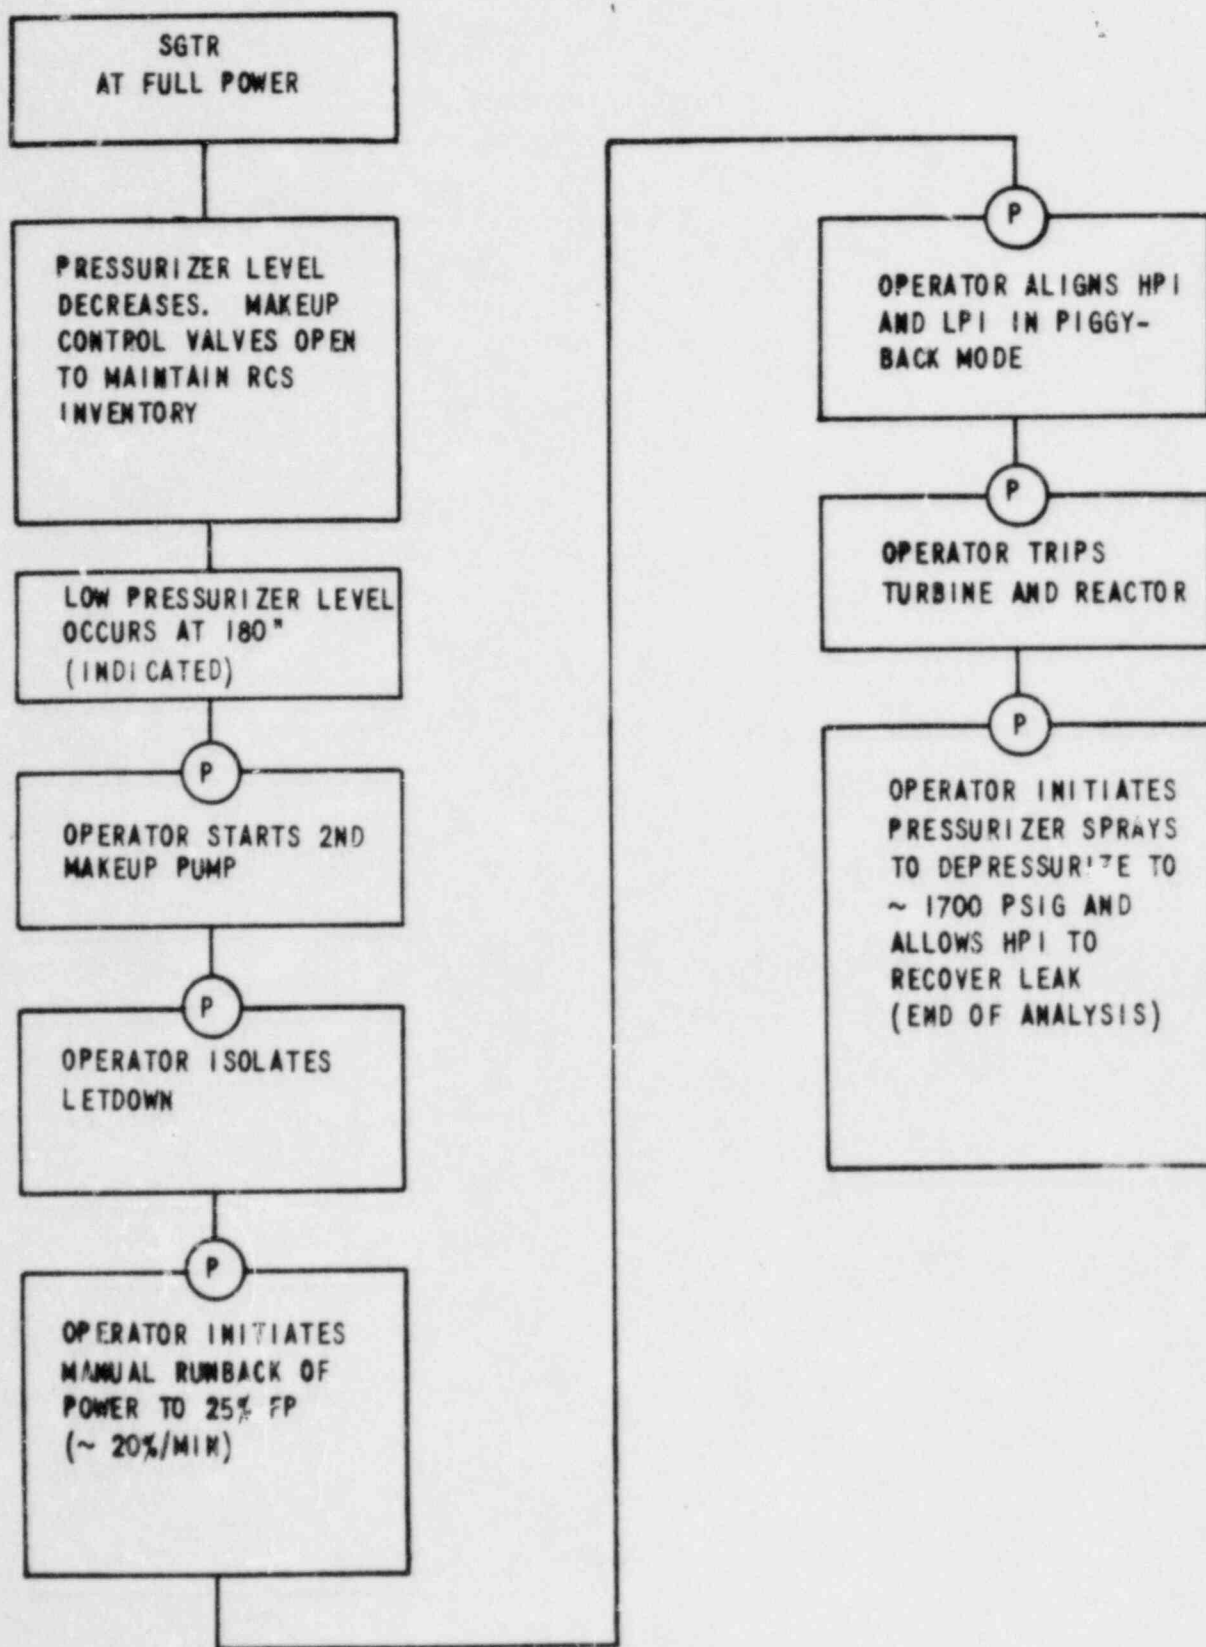 SGTR
AT FULL POWER
PRESSURIZER LEVEL
DECREASES. MAKEUP
CONTROL VALVES OPEN
TO MAINTAIN RCS
INVENTORY
LOW PRESSURIZER LEVEL
OCCURS AT 180"
(INDICATED)
P
OPERATOR STARTS 2ND
MAKEUP PUMP
P
OPERATOR ISOLATES
LETDOWN
P
OPERATOR INITIATES
MANUAL RUNBACK OF
POWER TO 25% FP
(~ 20%/MIN)
P
OPERATOR ALIGNS HPI
AND LPI IN PIGGY-
BACK MODE
P
OPERATOR TRIPS
TURBINE AND REACTOR
P
OPERATOR INITIATES
PRESSURIZER SPRAYS
TO DEPRESSURIZE TO
~ 1700 PSIG AND
ALLOWS HPI TO
RECOVER LEAK
(END OF ANALYSIS)